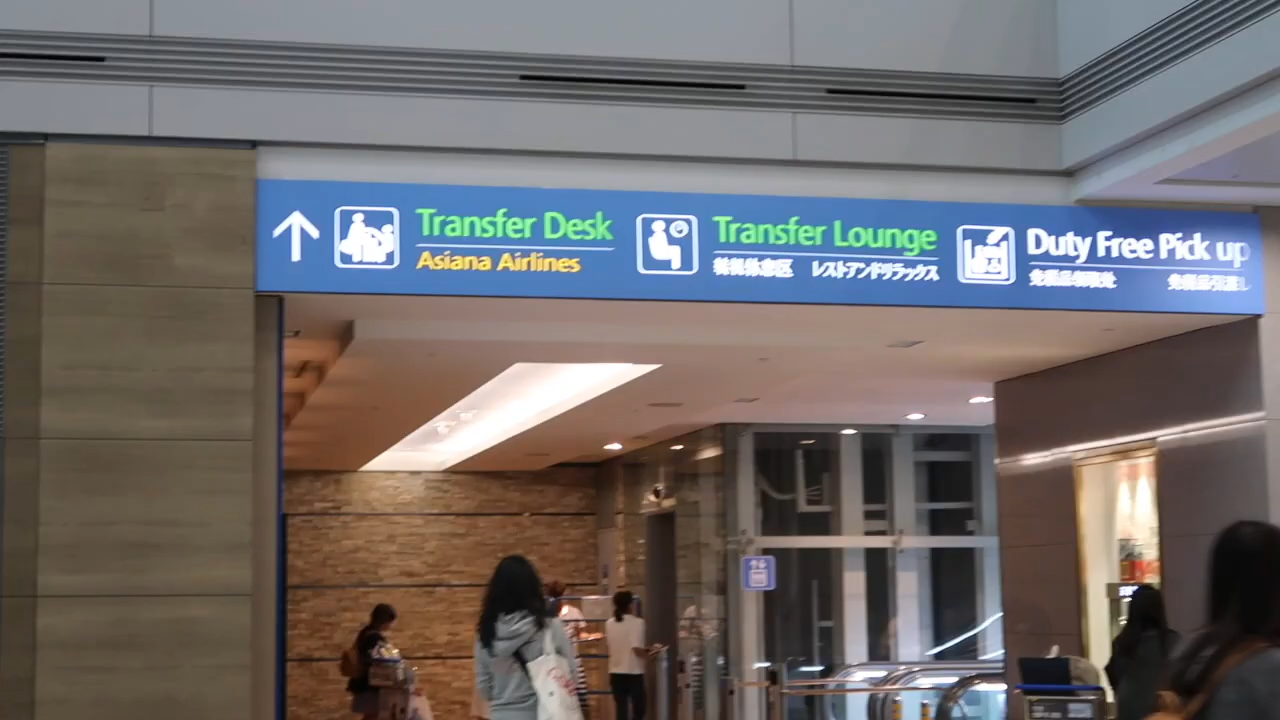 Transfer Desk
Asiana Airlines
Transfer Lounge
レストアンドリラックス
Duty Free Pick up